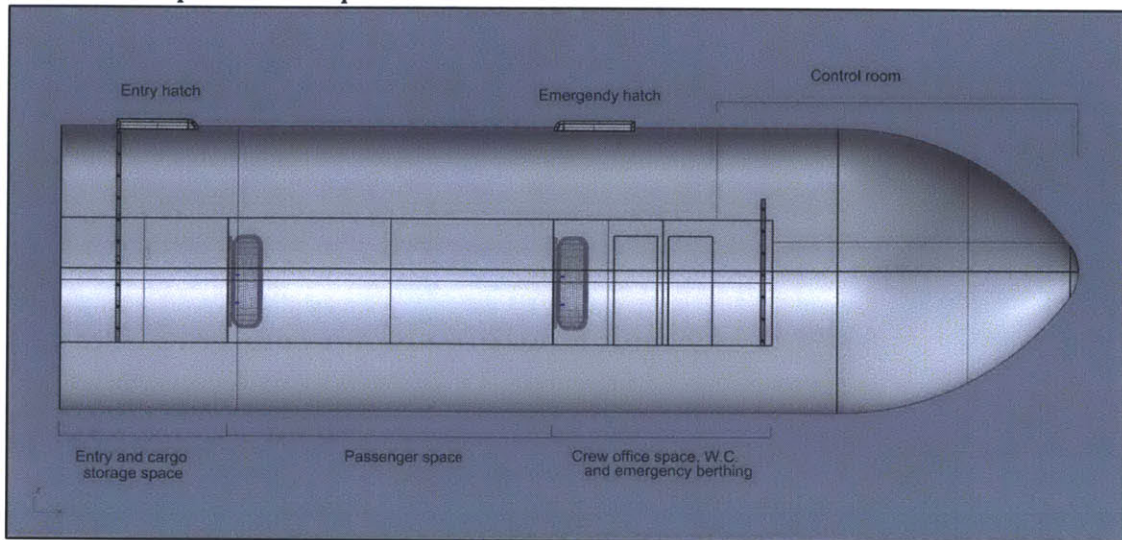 Entry hatch
Emergendy hatch
Control room
Entry and cargo
storage space
Passenger space
Crew office space, W.C.
and emergency berthing